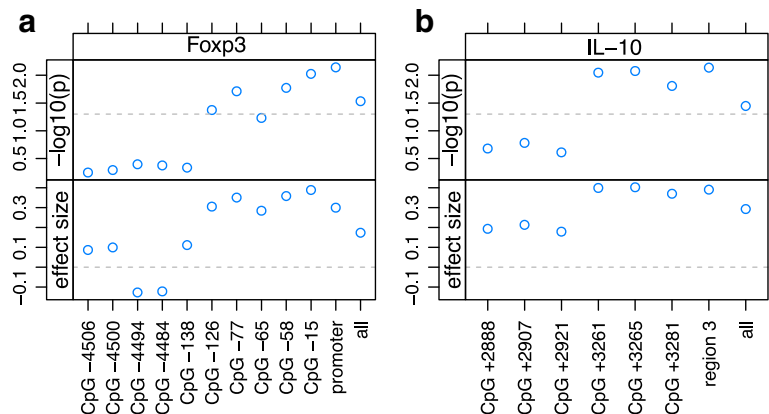 a
Foxp3
−log10(p)
0.5 1.0 1.5 2.0
effect size
−0.1 0.1 0.3
CpG −4506
CpG −4500
CpG −4494
CpG −4484
CpG −138
CpG −126
CpG −77
CpG −65
CpG −58
CpG −15
promoter
all
b
IL−10
−log10(p)
0.5 1.0 1.5 2.0
effect size
−0.1 0.1 0.3
CpG +2888
CpG +2907
CpG +2921
CpG +3261
CpG +3265
CpG +3281
region 3
all